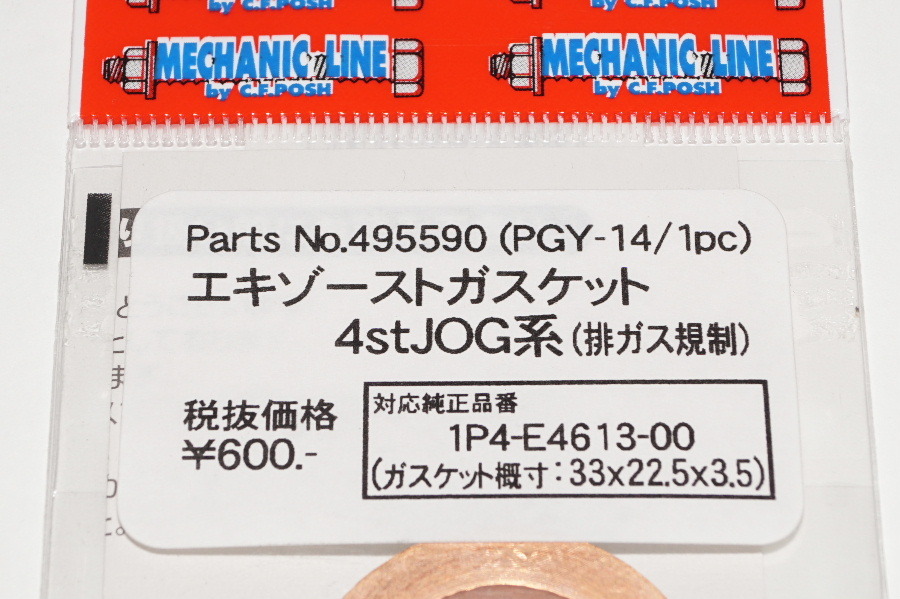 MECHANIC LINE MECHANIC LINE
by C.F.POSH by C.F.POSH
Parts No.495590 (PGY-14/1pc)
エキゾーストガスケット
4stJOG系(排ガス規制)
税抜価格
¥600.-
対応純正品番
1P4-E4613-00
(ガスケット概寸:33x22.5x3.5)